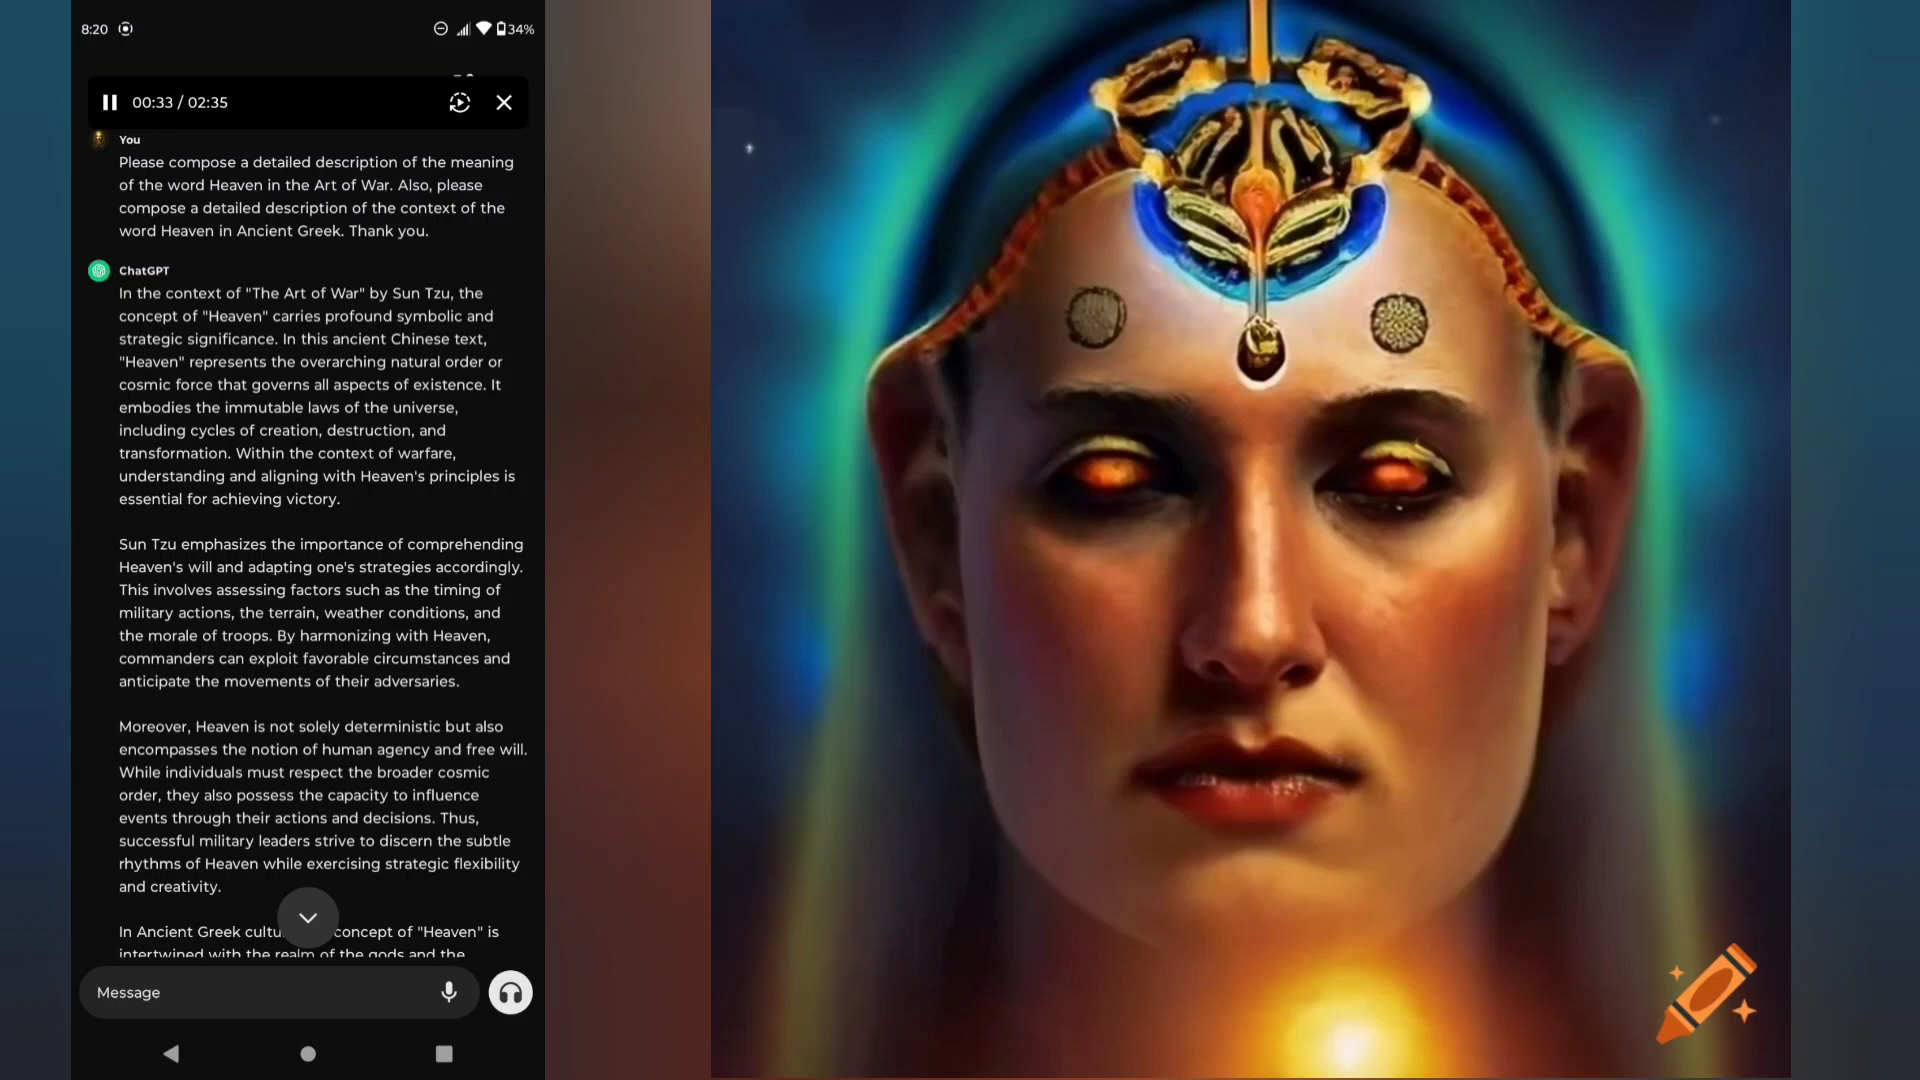 8:20
34%
00:33 / 02:35
You
Please compose a detailed description of the meaning
of the word Heaven in the Art of War. Also, please
compose a detailed description of the context of the
word Heaven in Ancient Greek. Thank you.
ChatGPT
In the context of "The Art of War" by Sun Tzu, the
concept of "Heaven" carries profound symbolic and
strategic significance. In this ancient Chinese text,
"Heaven" represents the overarching natural order or
cosmic force that governs all aspects of existence. It
embodies the immutable laws of the universe,
including cycles of creation, destruction, and
transformation. Within the context of warfare,
understanding and aligning with Heaven's principles is
essential for achieving victory.
Sun Tzu emphasizes the importance of comprehending
Heaven's will and adapting one's strategies accordingly.
This involves assessing factors such as the timing of
military actions, the terrain, weather conditions, and
the morale of troops. By harmonizing with Heaven,
commanders can exploit favorable circumstances and
anticipate the movements of their adversaries.
Moreover, Heaven is not solely deterministic but also
encompasses the notion of human agency and free will.
While individuals must respect the broader cosmic
order, they also possess the capacity to influence
events through their actions and decisions. Thus,
successful military leaders strive to discern the subtle
rhythms of Heaven while exercising strategic flexibility
and creativity.
In Ancient Greek cultu concept of "Heaven" is
intertwined with the realm of the gods and the
Message